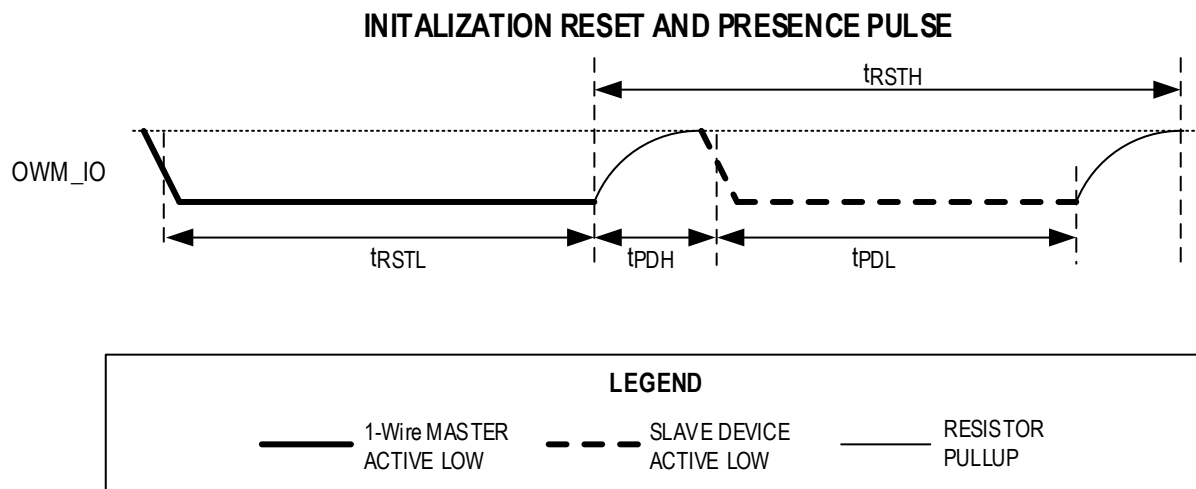 INITALIZATION RESET AND PRESENCE PULSE
tRSTH
OWM_IO
tRSTL
tPDH
tPDL
LEGEND
1-Wire MASTER
ACTIVE LOW
SLAVE DEVICE
ACTIVE LOW
RESISTOR
PULLUP